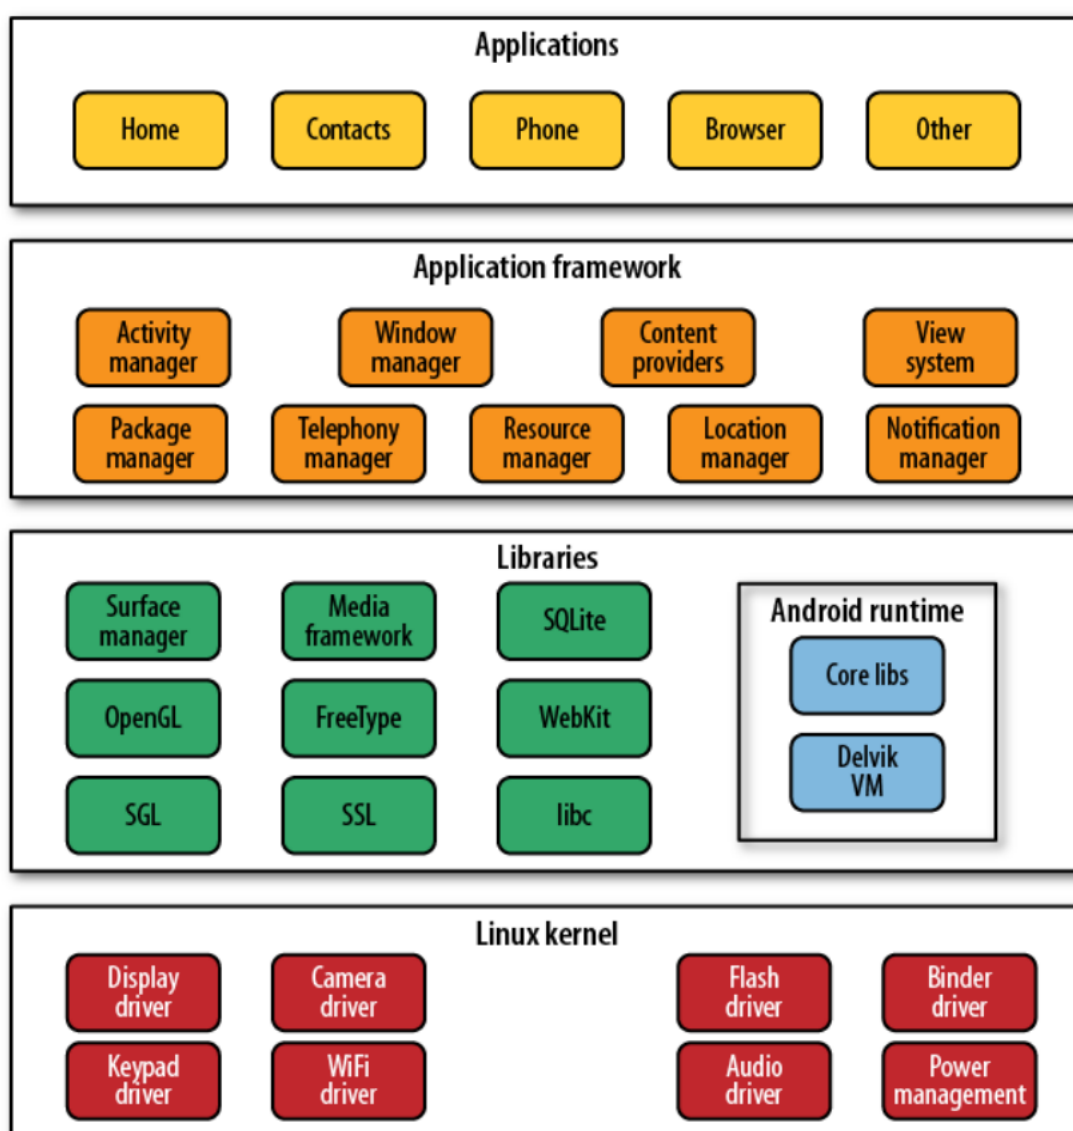 Applications
Home
Contacts
Phone
Browser
Other
Application framework
Activity
manager
Window
manager
Content
providers
View
system
Package
manager
Telephony
manager
Resource
manager
Location
manager
Notification
manager
Libraries
Surface
manager
Media
framework
SQLite
OpenGL
FreeType
WebKit
SGL
SSL
libc
Android runtime
Core libs
Delvik
VM
Linux kernel
Display
driver
Camera
driver
Flash
driver
Binder
driver
Keypad
driver
WiFi
driver
Audio
driver
Power
management